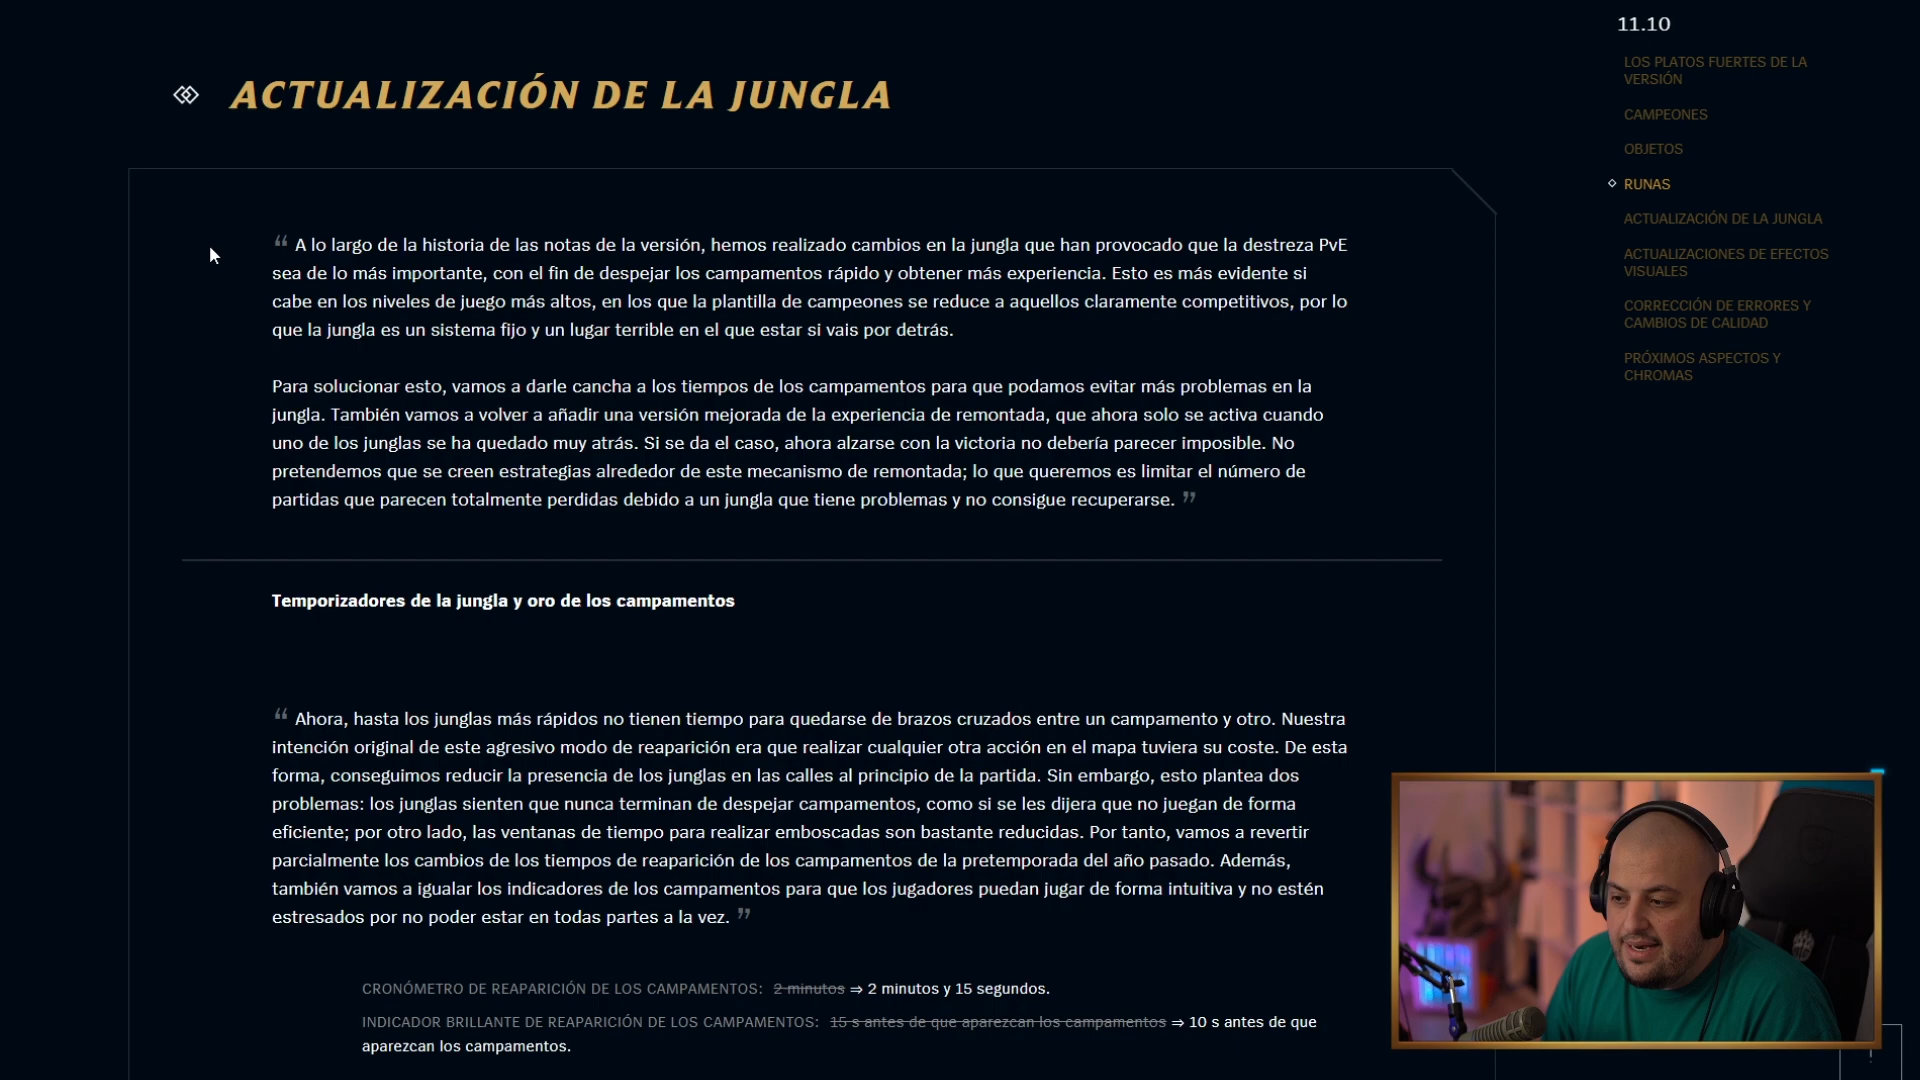 11.10
LOS PLATOS FUERTES DE LA
VERSIÓN
CAMPEONES
OBJETOS
RUNAS
ACTUALIZACIÓN DE LA JUNGLA
ACTUALIZACIONES DE EFECTOS
VISUALES
CORRECCIÓN DE ERRORES Y
CAMBIOS DE CALIDAD
PRÓXIMOS ASPECTOS Y
CHROMAS
ACTUALIZACIÓN DE LA JUNGLA
“ A lo largo de la historia de las notas de la versión, hemos realizado cambios en la jungla que han provocado que la destreza PvE
sea de lo más importante, con el fin de despejar los campamentos rápido y obtener más experiencia. Esto es más evidente si
cabe en los niveles de juego más altos, en los que la plantilla de campeones se reduce a aquellos claramente competitivos, por lo
que la jungla es un sistema fijo y un lugar terrible en el que estar si vais por detrás.
Para solucionar esto, vamos a darle cancha a los tiempos de los campamentos para que podamos evitar más problemas en la
jungla. También vamos a volver a añadir una versión mejorada de la experiencia de remontada, que ahora solo se activa cuando
uno de los junglas se ha quedado muy atrás. Si se da el caso, ahora alzarse con la victoria no debería parecer imposible. No
pretendemos que se creen estrategias alrededor de este mecanismo de remontada; lo que queremos es limitar el número de
partidas que parecen totalmente perdidas debido a un jungla que tiene problemas y no consigue recuperarse. ”
Temporizadores de la jungla y oro de los campamentos
“ Ahora, hasta los junglas más rápidos no tienen tiempo para quedarse de brazos cruzados entre un campamento y otro. Nuestra
intención original de este agresivo modo de reaparición era que realizar cualquier otra acción en el mapa tuviera su coste. De esta
forma, conseguimos reducir la presencia de los junglas en las calles al principio de la partida. Sin embargo, esto plantea dos
problemas: los junglas sienten que nunca terminan de despejar campamentos, como si se les dijera que no juegan de forma
eficiente; por otro lado, las ventanas de tiempo para realizar emboscadas son bastante reducidas. Por tanto, vamos a revertir
parcialmente los cambios de los tiempos de reaparición de los campamentos de la pretemporada del año pasado. Además,
también vamos a igualar los indicadores de los campamentos para que los jugadores puedan jugar de forma intuitiva y no estén
estresados por no poder estar en todas partes a la vez. ”
CRONÓMETRO DE REAPARICIÓN DE LOS CAMPAMENTOS: 2 minutos ⇒ 2 minutos y 15 segundos.
INDICADOR BRILLANTE DE REAPARICIÓN DE LOS CAMPAMENTOS: 15 s antes de que aparezcan los campamentos ⇒ 10 s antes de que
aparezcan los campamentos.